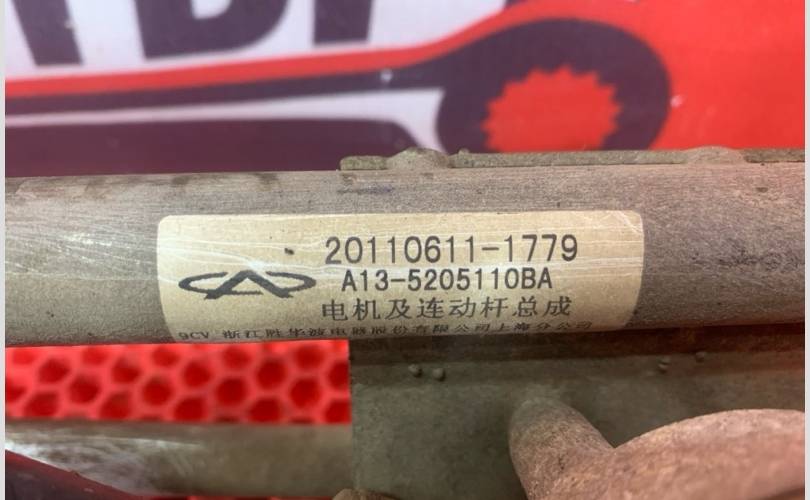 20110611-1779
A13-5205110BA
电机及连动杆总成
9CV 浙江胜华波电器股份有限公司上海分公司